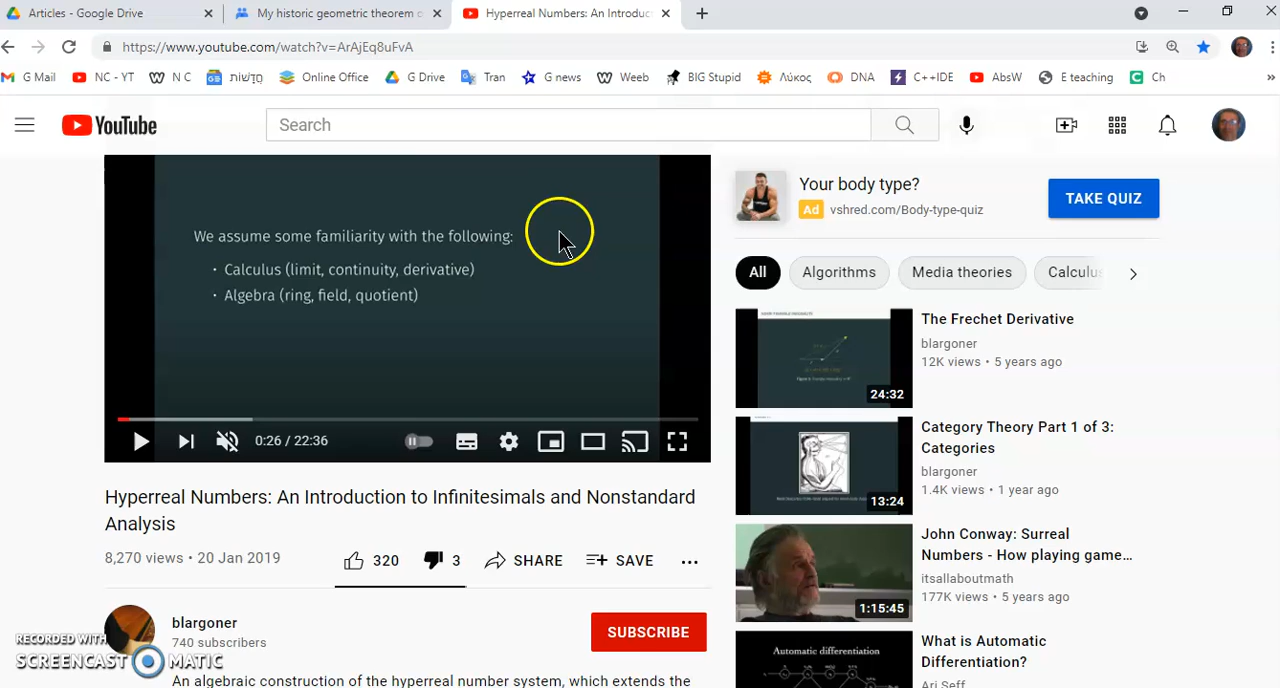 Articles - Google Drive
My historic geometric theorem o
Hyperreal Numbers: An Introduct
https://www.youtube.com/watch?v=ArAjEq8uFvA
G Mail
NC - YT
N C
חֲדָשׁוֹת
Online Office
G Drive
Tran
G news
Weeb
BIG Stupid
Λύκος
DNA
C++IDE
AbsW
E teaching
Ch
YouTube
Search
We assume some familiarity with the following:
· Calculus (limit, continuity, derivative)
· Algebra (ring, field, quotient)
0:26 / 22:36
Hyperreal Numbers: An Introduction to Infinitesimals and Nonstandard
Analysis
8,270 views • 20 Jan 2019
320
3
SHARE
SAVE
blargoner
740 subscribers
SUBSCRIBE
An algebraic construction of the hyperreal number system, which extends the
RECORDED WITH
SCREENCAST MATIC
Your body type?
Ad vshred.com/Body-type-quiz
TAKE QUIZ
All
Algorithms
Media theories
Calculu
The Frechet Derivative
blargoner
12K views • 5 years ago
24:32
Category Theory Part 1 of 3:
Categories
blargoner
1.4K views • 1 year ago
13:24
John Conway: Surreal
Numbers - How playing game...
itsallaboutmath
177K views • 5 years ago
1:15:45
What is Automatic
Differentiation?
Ari Seff
Automatic differentiation